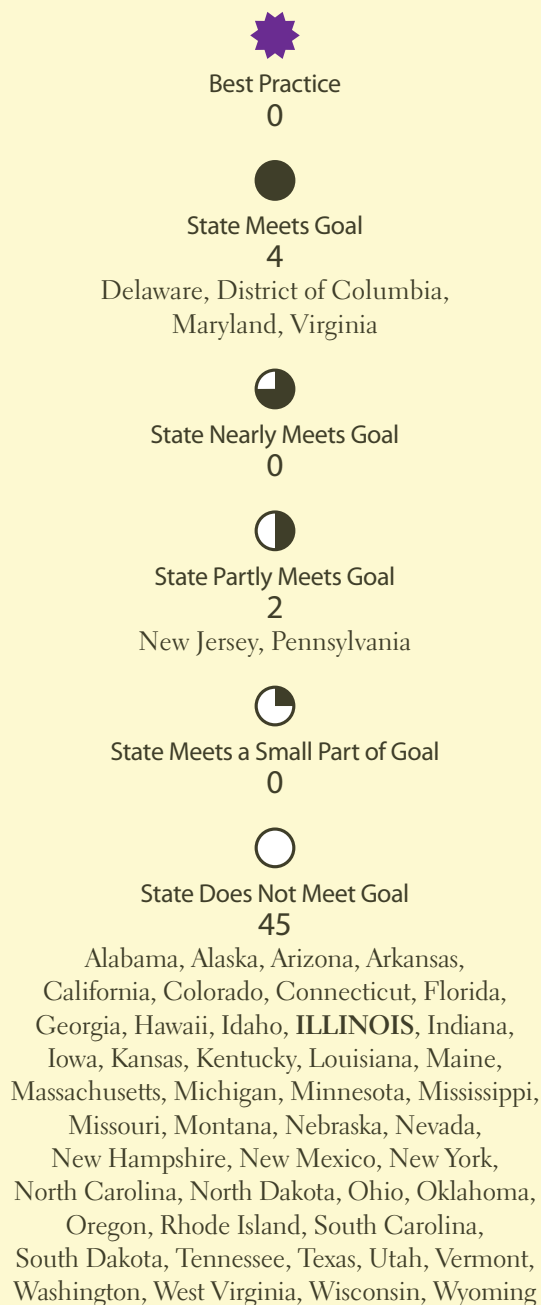 Best Practice
0
State Meets Goal
4
Delaware, District of Columbia,
Maryland, Virginia
State Nearly Meets Goal
0
State Partly Meets Goal
2
New Jersey, Pennsylvania
State Meets a Small Part of Goal
0
State Does Not Meet Goal
45
Alabama, Alaska, Arizona, Arkansas,
California, Colorado, Connecticut, Florida,
Georgia, Hawaii, Idaho, ILLINOIS, Indiana,
Iowa, Kansas, Kentucky, Louisiana, Maine,
Massachusetts, Michigan, Minnesota, Mississippi,
Missouri, Montana, Nebraska, Nevada,
New Hampshire, New Mexico, New York,
North Carolina, North Dakota, Ohio, Oklahoma,
Oregon, Rhode Island, South Carolina,
South Dakota, Tennessee, Texas, Utah, Vermont,
Washington, West Virginia, Wisconsin, Wyoming